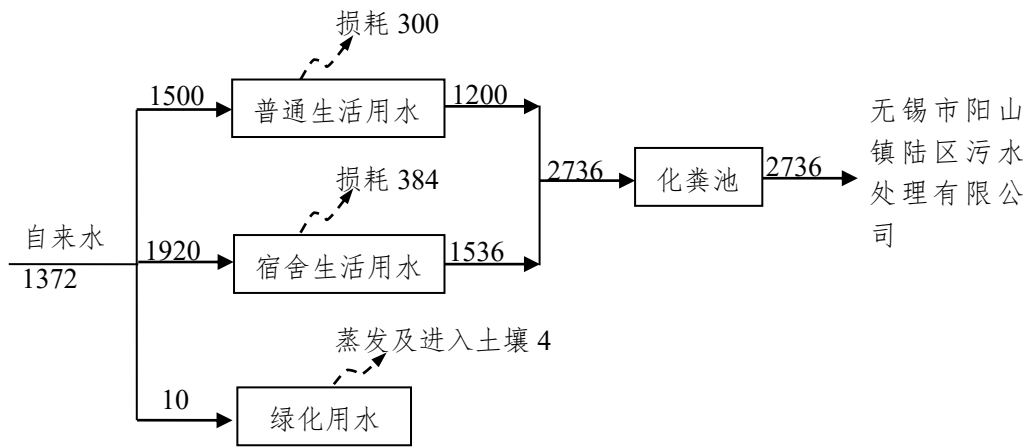 损耗 300
1500
普通生活用水
1200
损耗 384
2736
化粪池
2736
无锡市阳山
镇陆区污水
处理有限公
司
自来水
1372
1920
宿舍生活用水
1536
蒸发及进入土壤 4
10
绿化用水